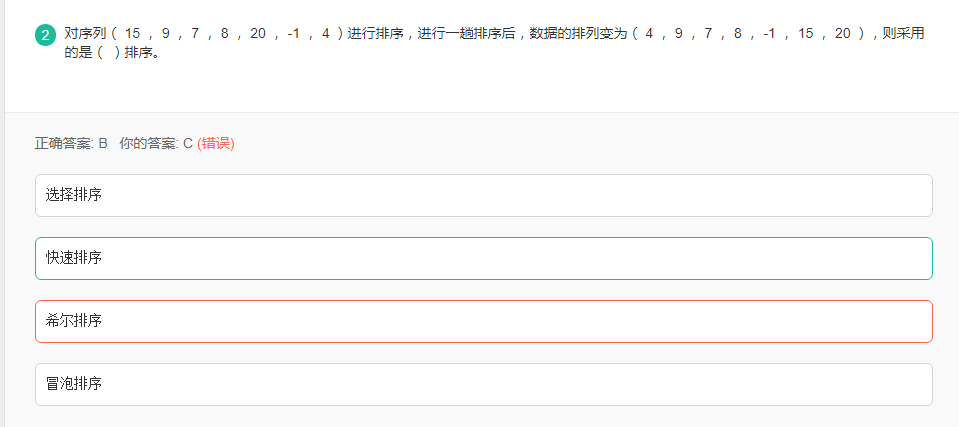 2 对序列（ 15 ， 9 ， 7 ， 8 ， 20 ， -1 ， 4 ）进行排序，进行一趟排序后，数据的排列变为（ 4 ， 9 ， 7 ， 8 ， -1 ， 15 ， 20 ），则采用
的是（ ）排序。
正确答案: B 你的答案: C (错误)
选择排序
快速排序
希尔排序
冒泡排序